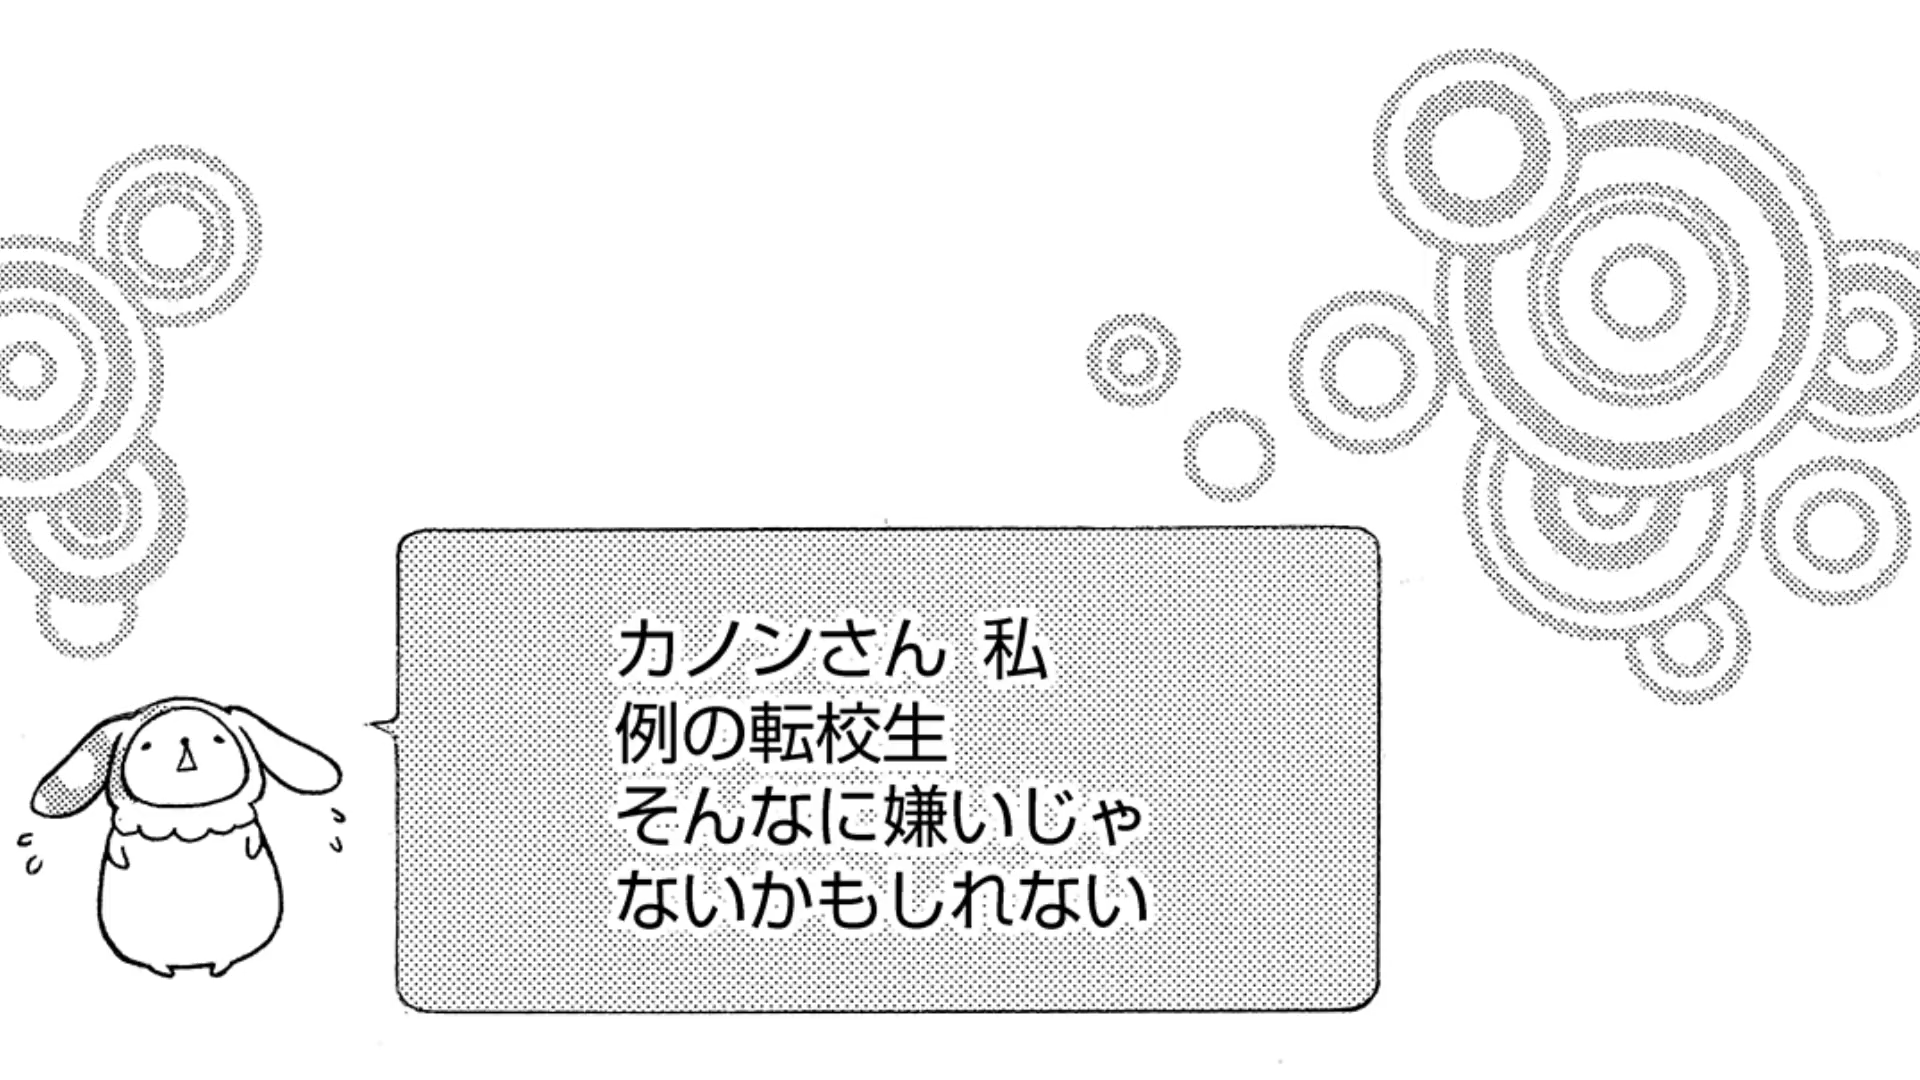 カノンさん 私
例の転校生
そんなに嫌いじゃ
ないかもしれない